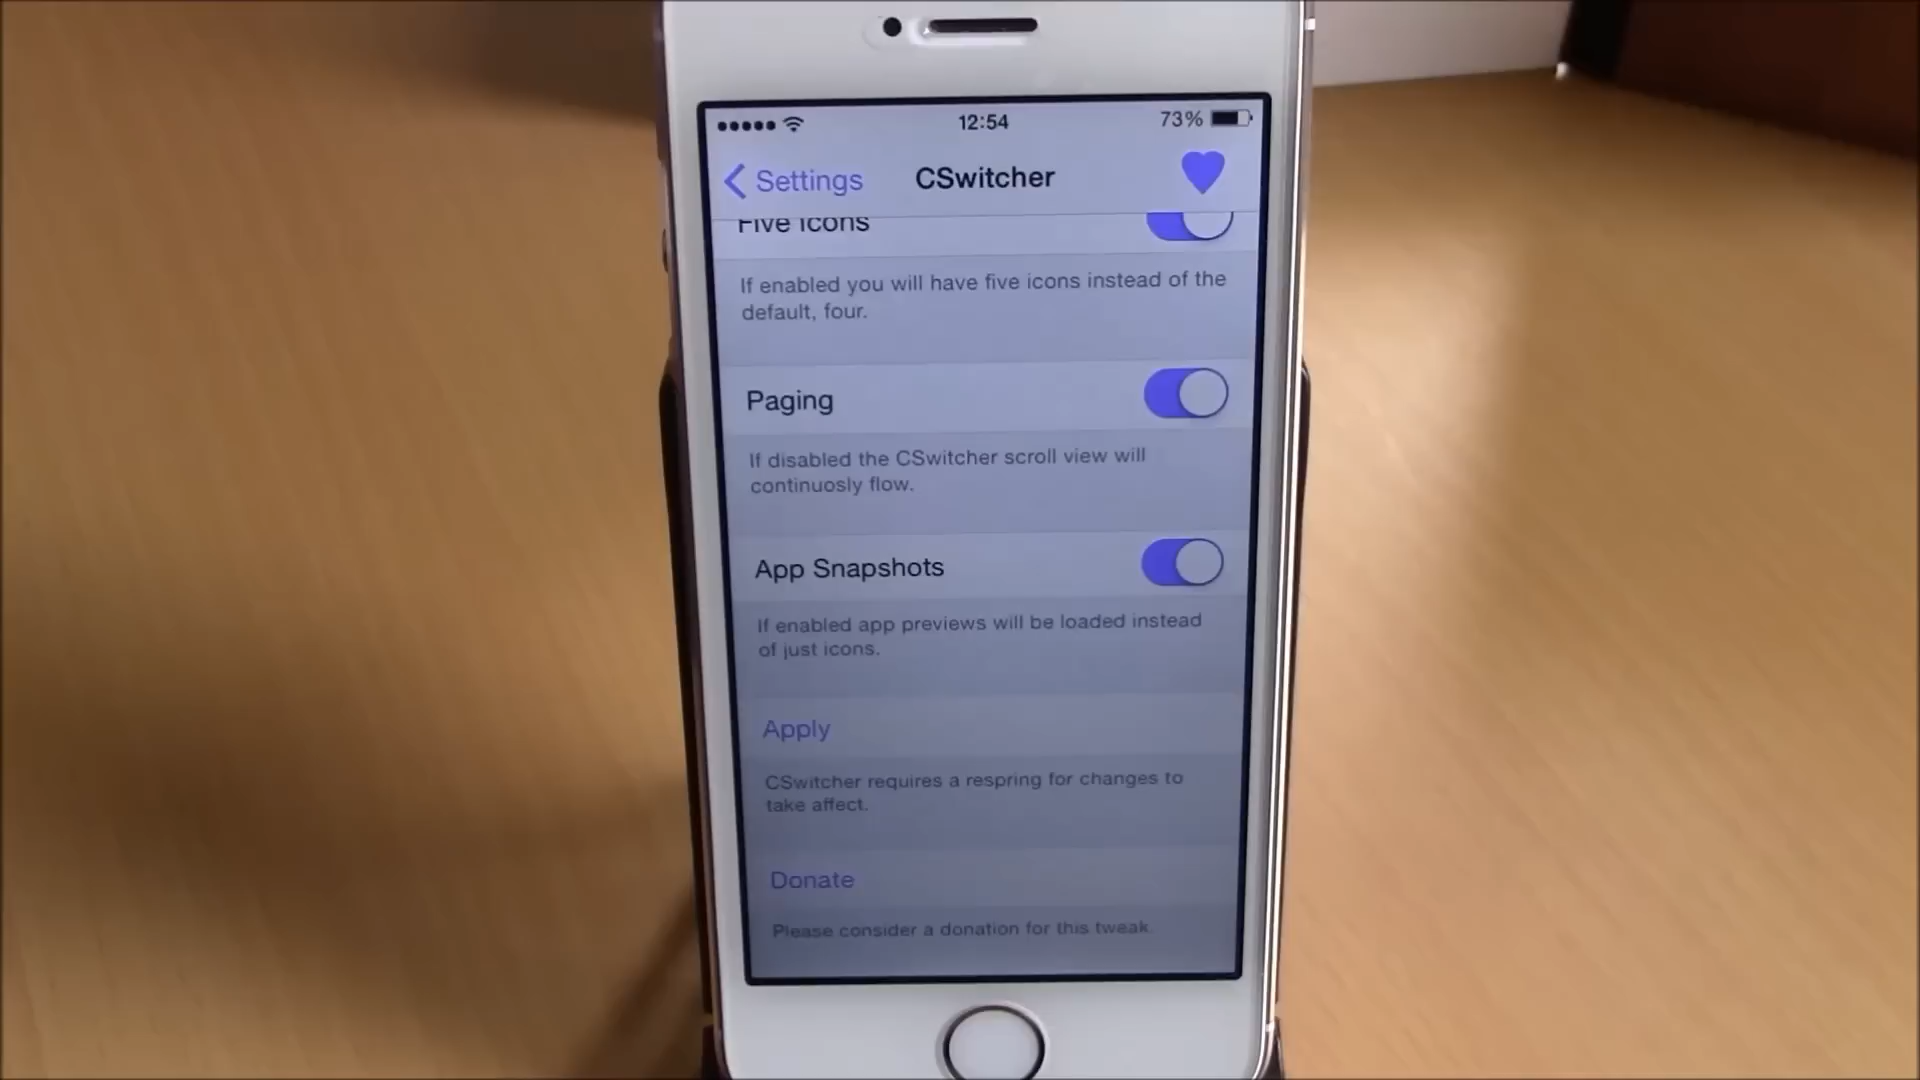 12:54
73%
Settings
CSwitcher
Five Icons
If enabled you will have five icons instead of the
default, four.
Paging
If disabled the CSwitcher scroll view will
continuosly flow.
App Snapshots
If enabled app previews will be loaded instead
of just icons.
Apply
CSwitcher requires a respring for changes to
take affect.
Donate
Please consider a donation for this tweak.